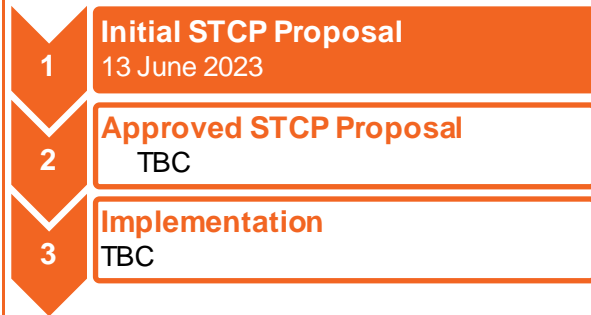 1
Initial STCP Proposal
13 June 2023
2
Approved STCP Proposal
TBC
3
Implementation
TBC